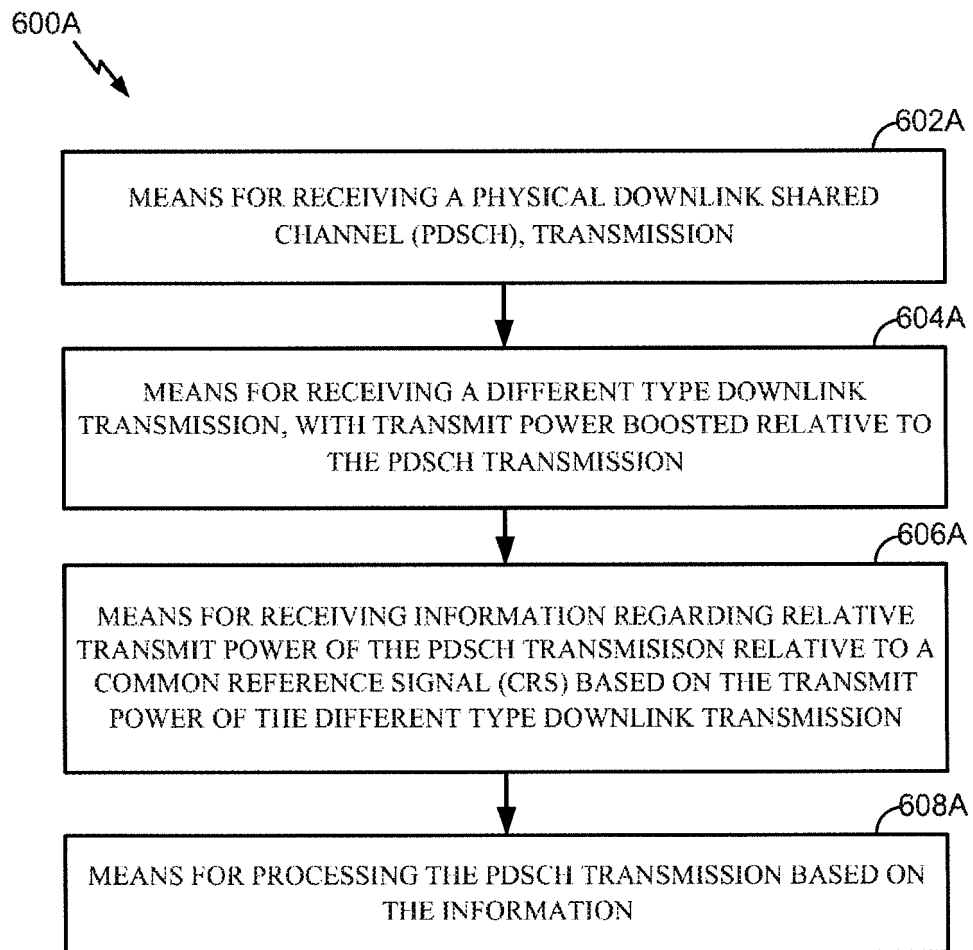 600A
602A
MEANS FOR RECEIVING A PHYSICAL DOWNLINK SHARED
CHANNEL (PDSCH), TRANSMISSION
604A
MEANS FOR RECEIVING A DIFFERENT TYPE DOWNLINK
TRANSMISSION, WITH TRANSMIT POWER BOOSTED RELATIVE TO
THE PDSCH TRANSMISSION
606A
MEANS FOR RECEIVING INFORMATION REGARDING RELATIVE
TRANSMIT POWER OF THE PDSCH TRANSMISISON RELATIVE TO A
COMMON REFERENCE SIGNAL (CRS) BASED ON THE TRANSMIT
POWER OF THE DIFFERENT TYPE DOWNLINK TRANSMISSION
608A
MEANS FOR PROCESSING THE PDSCH TRANSMISSION BASED ON
THE INFORMATION